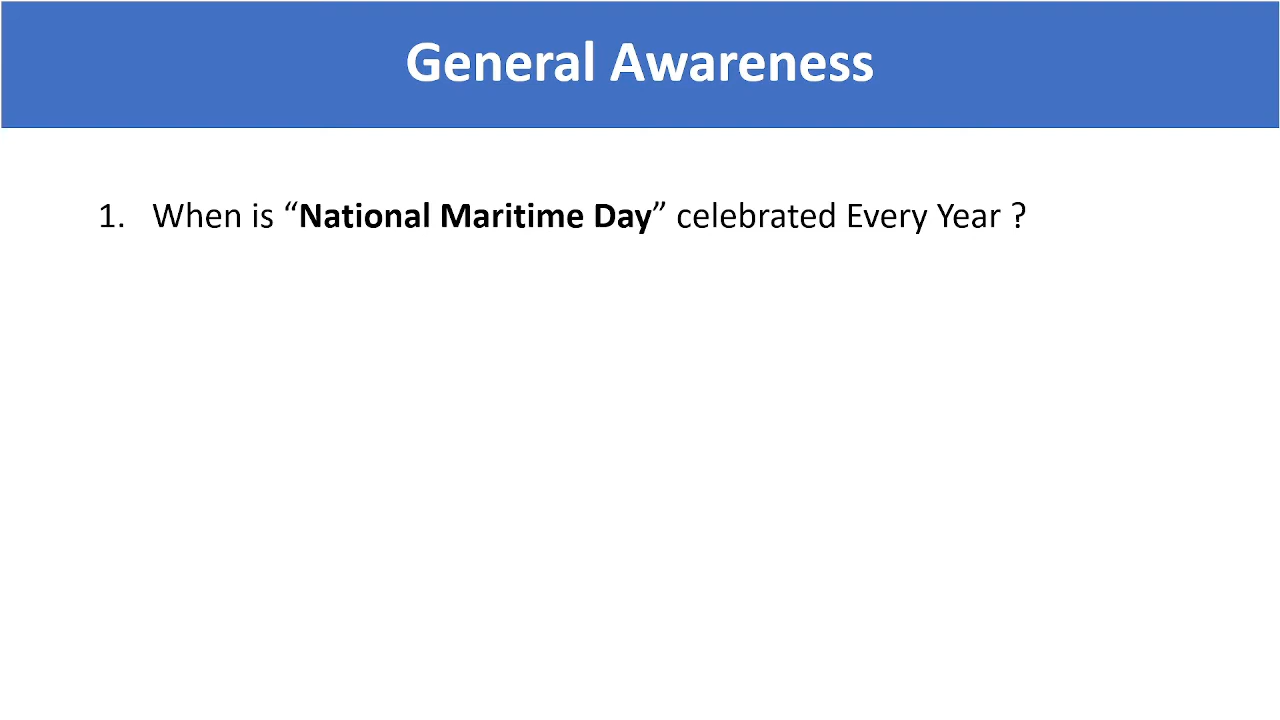 General Awareness
1. When is “National Maritime Day” celebrated Every Year ?